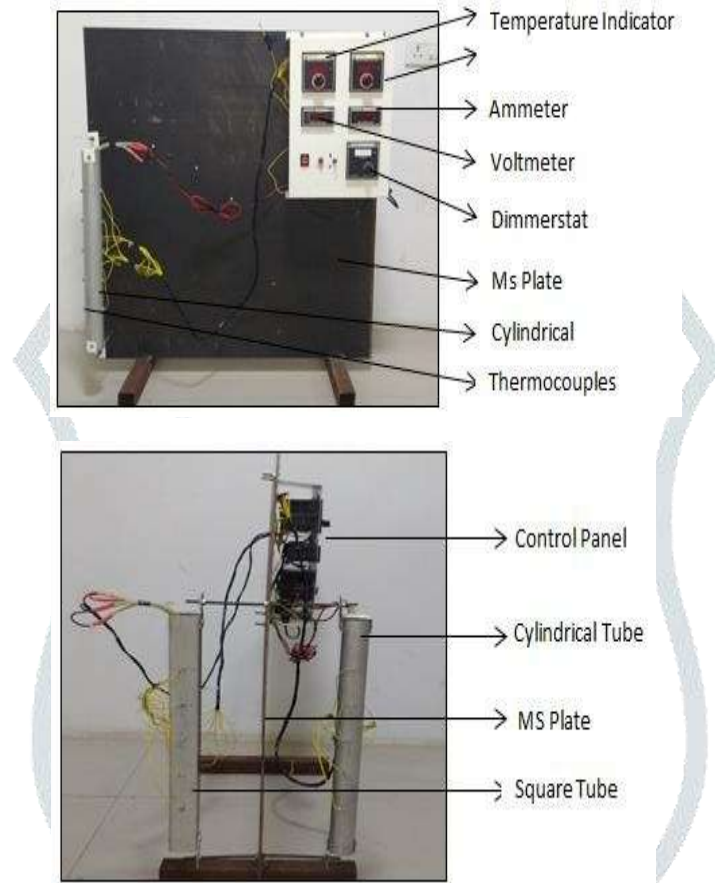 Temperature Indicator
Ammeter
Voltmeter
Dimmerstat
Ms Plate
Cylindrical
Thermocouples
Control Panel
Cylindrical Tube
MS Plate
Square Tube